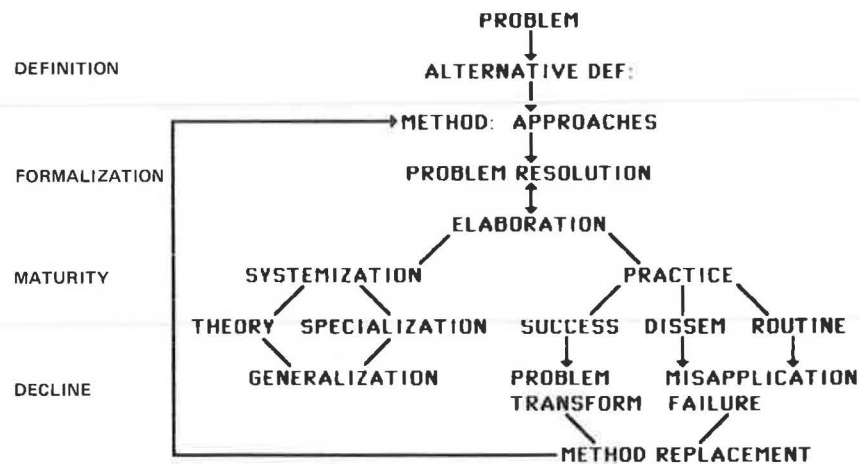 PROBLEM
DEFINITION
ALTERNATIVE DEF:
METHOD: APPROACHES
FORMALIZATION
PROBLEM RESOLUTION
ELABORATION
MATURITY
SYSTEMIZATION PRACTICE
THEORY SPECIALIZATION SUCCESS DISSEM ROUTINE
DECLINE
GENERALIZATION PROBLEM MISAPPLICATION
TRANSFORM FAILURE
METHOD REPLACEMENT